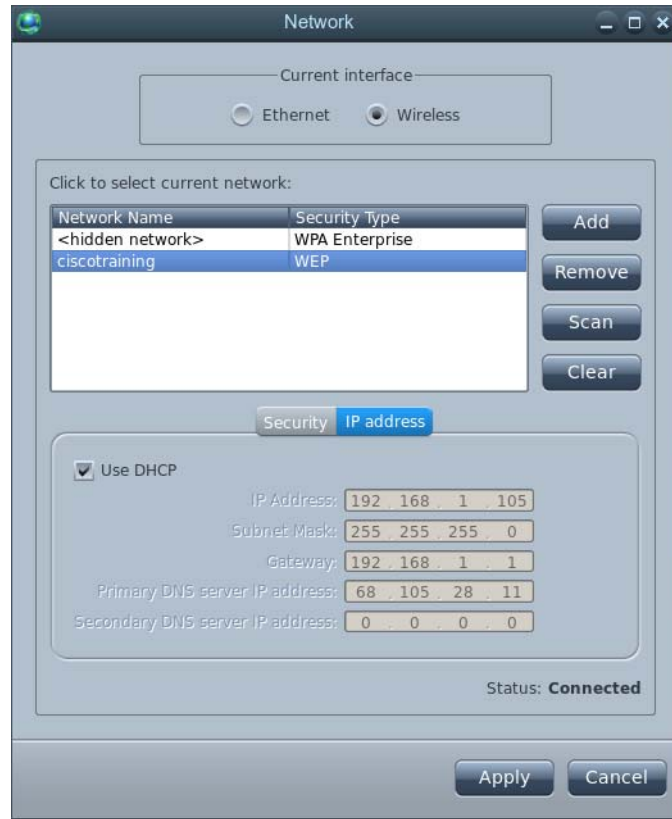 Network
Current interface
Ethernet Wireless
Click to select current network:
Network Name Security Type
<hidden network> WPA Enterprise
ciscotraining WEP
Add
Remove
Scan
Clear
Security IP address
Use DHCP
IP Address: 192 . 168 . 1 . 105
Subnet Mask: 255 . 255 . 255 . 0
Gateway: 192 . 168 . 1 . 1
Primary DNS server IP address: 68 . 105 . 28 . 11
Secondary DNS server IP address: 0 . 0 . 0 . 0
Status: Connected
Apply Cancel